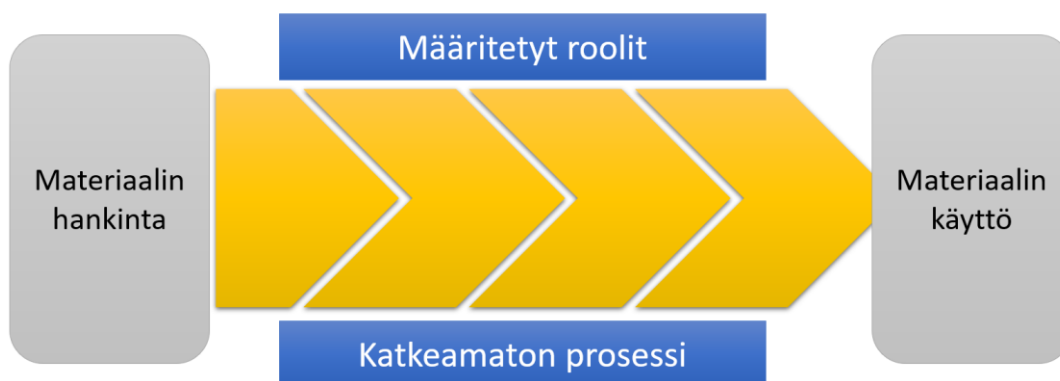 Määritetyt roolit
Materiaalin
hankinta
Materiaalin
käyttö
Katkeamaton prosessi